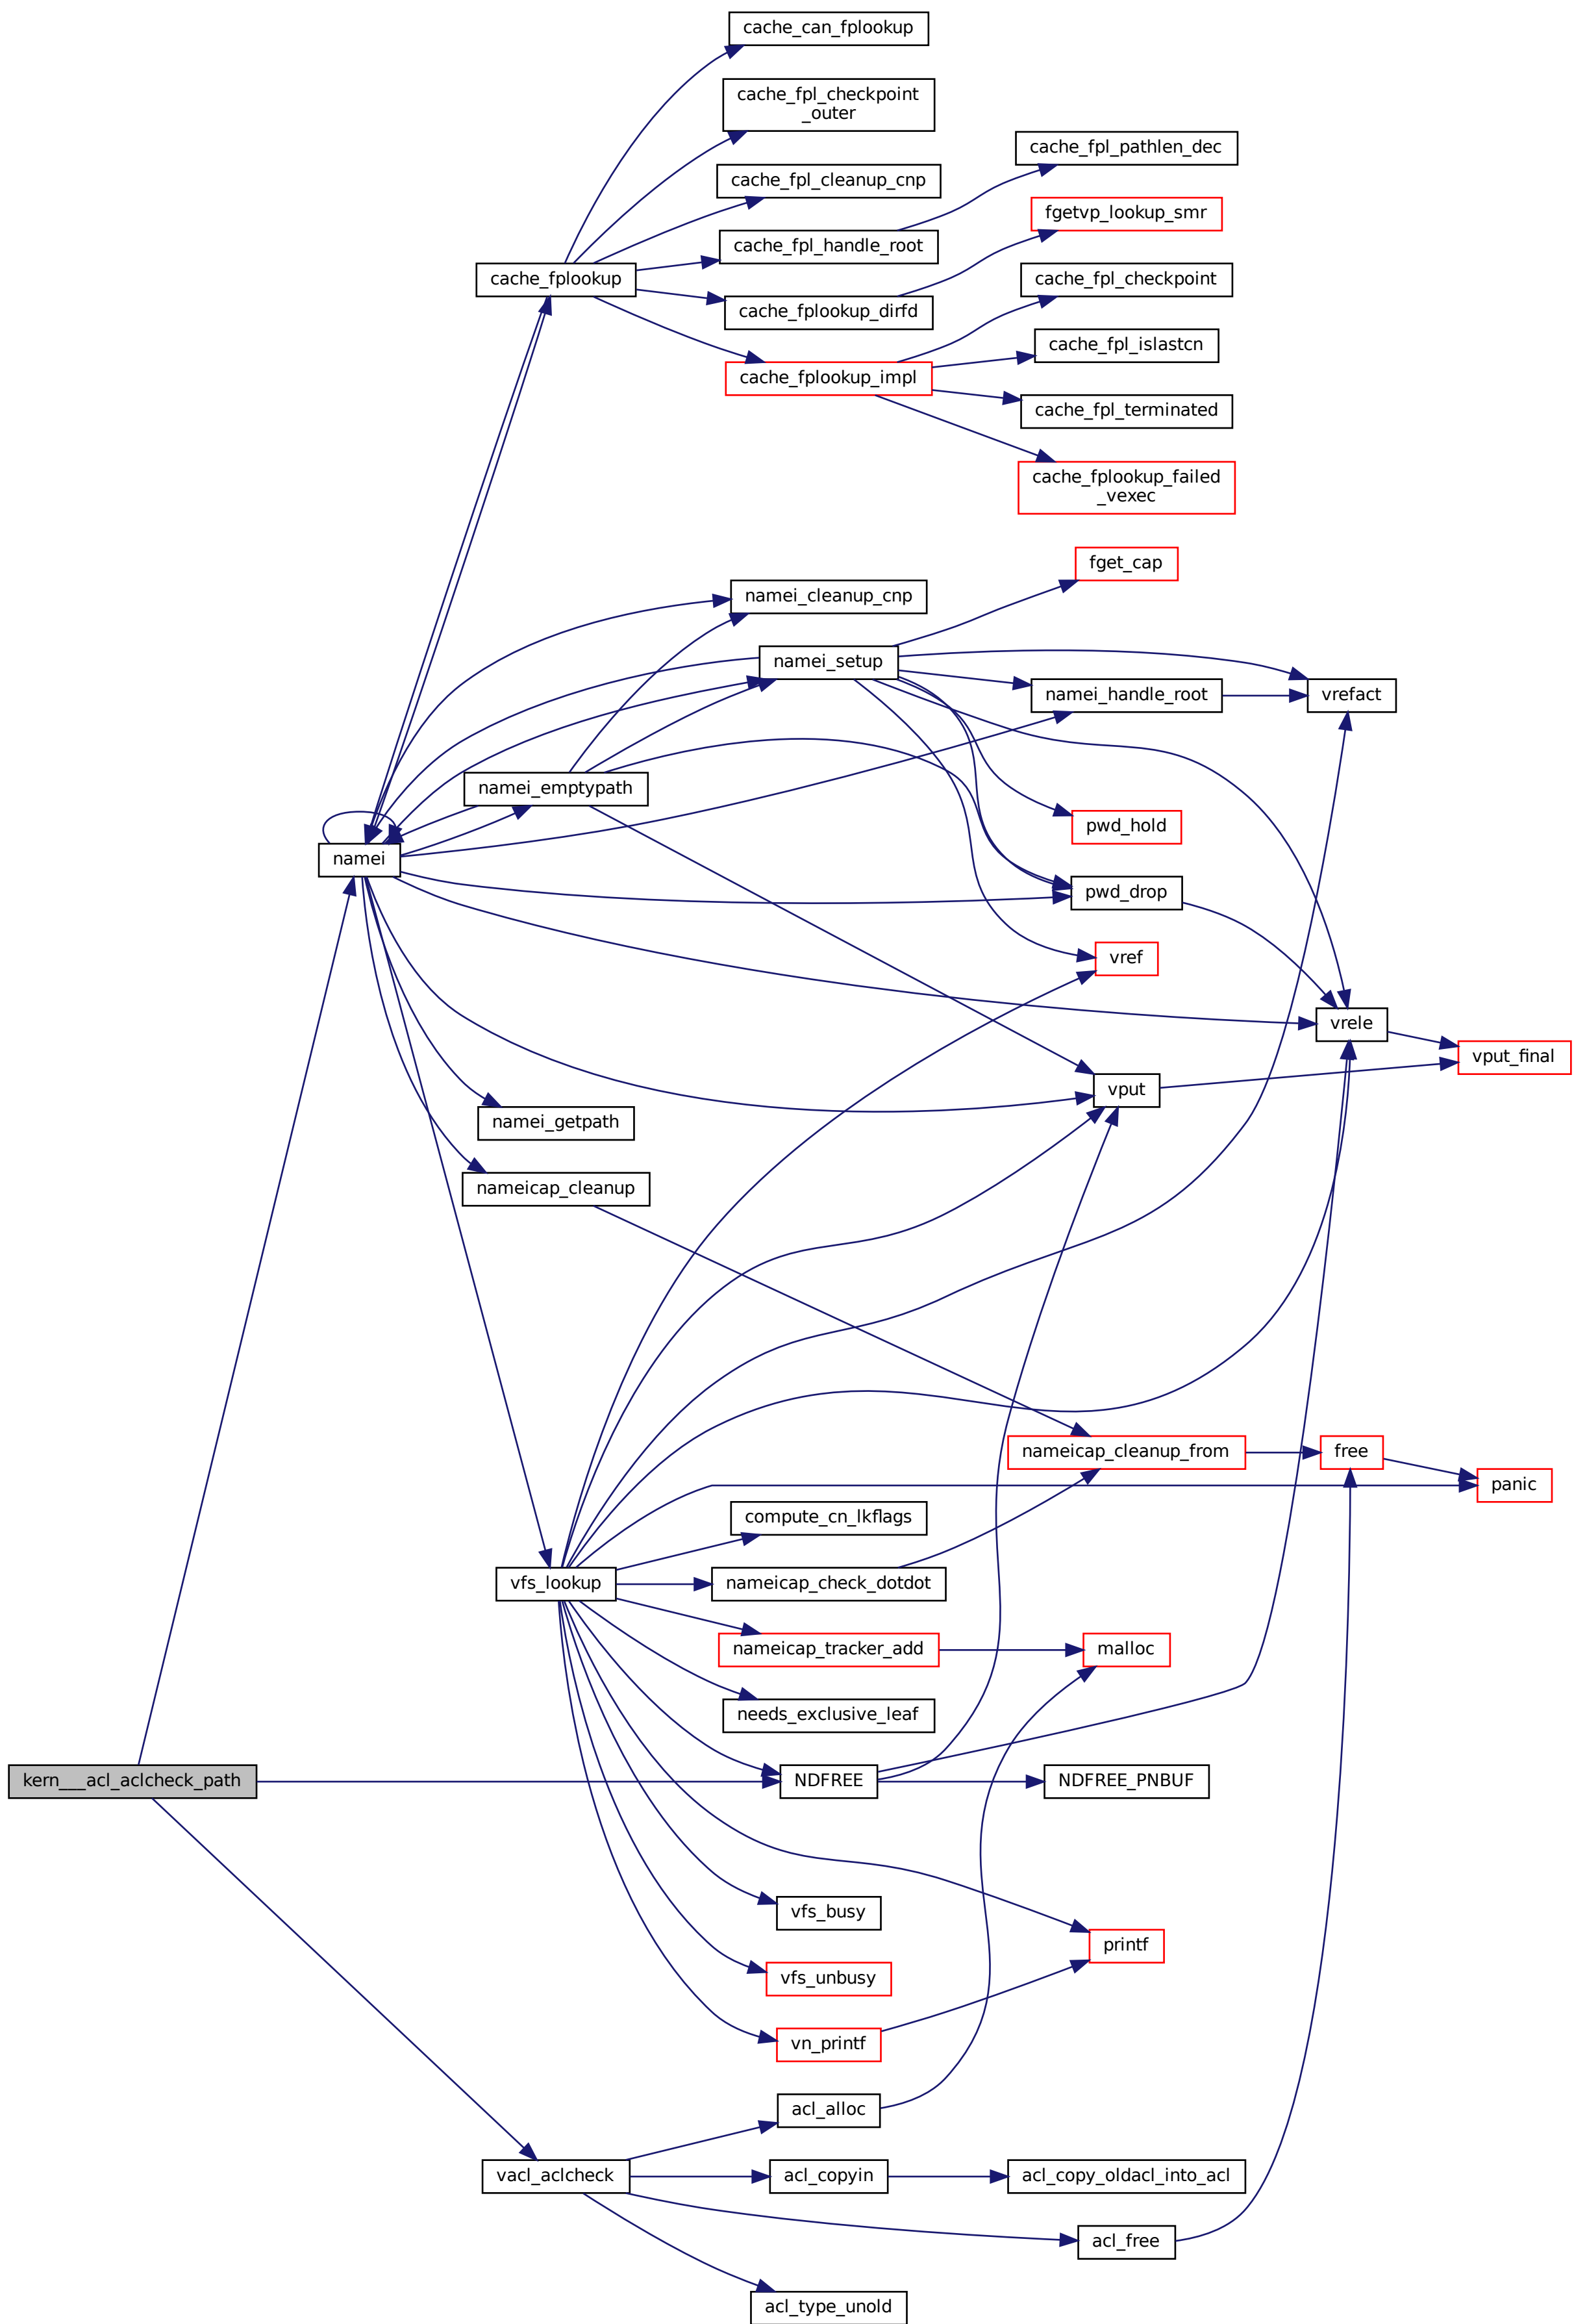 cache_can_fplookup
cache_fpl_checkpoint
_outer
cache_fpl_pathlen_dec
cache_fpl_cleanup_cnp
fgetvp_lookup_smr
cache_fpl_handle_root
cache_fplookup
cache_fpl_checkpoint
cache_fplookup_dirfd
cache_fpl_islastcn
cache_fplookup_impl
cache_fpl_terminated
cache_fplookup_failed
_vexec
fget_cap
namei_cleanup_cnp
namei_setup
namei_handle_root
vrefact
namei_emptypath
pwd_hold
namei
pwd_drop
vref
vrele
vput_final
vput
namei_getpath
nameicap_cleanup
nameicap_cleanup_from
free
panic
compute_cn_lkflags
vfs_lookup
nameicap_check_dotdot
nameicap_tracker_add
malloc
needs_exclusive_leaf
kern___acl_aclcheck_path
NDFREE
NDFREE_PNBUF
vfs_busy
printf
vfs_unbusy
vn_printf
acl_alloc
vacl_aclcheck
acl_copyin
acl_copy_oldacl_into_acl
acl_free
acl_type_unold